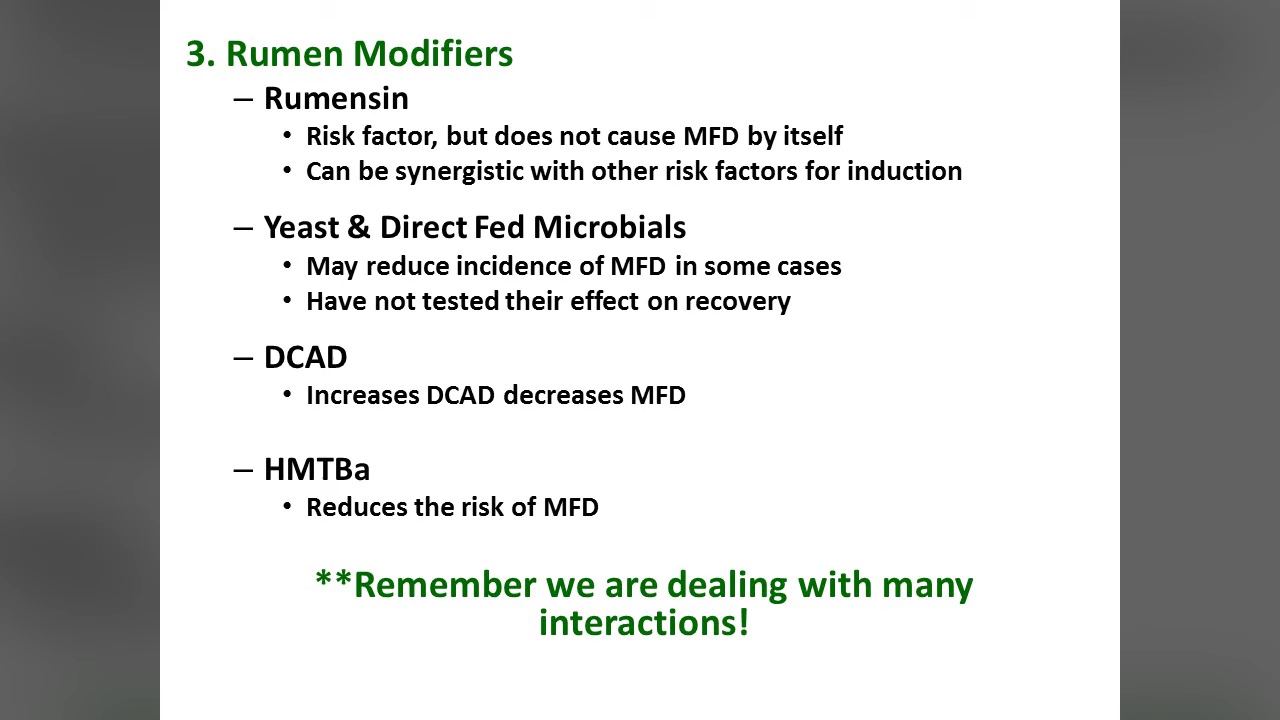 3. Rumen Modifiers
– Rumensin
• Risk factor, but does not cause MFD by itself
• Can be synergistic with other risk factors for induction
– Yeast & Direct Fed Microbials
• May reduce incidence of MFD in some cases
• Have not tested their effect on recovery
– DCAD
• Increases DCAD decreases MFD
– HMTBa
• Reduces the risk of MFD
**Remember we are dealing with many
interactions!